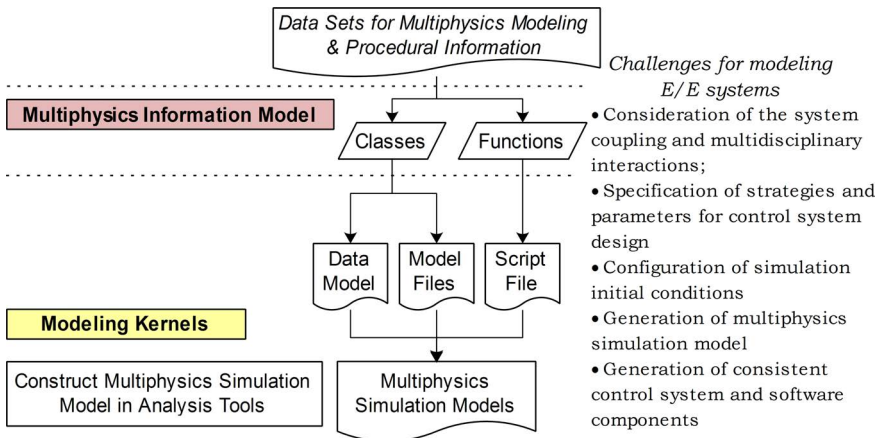 Data Sets for Multiphysics Modeling
& Procedural Information
Multiphysics Information Model
Classes
Functions
Data
Model
Model
Files
Script
File
Modeling Kernels
Construct Multiphysics Simulation
Model in Analysis Tools
Multiphysics
Simulation Models
Challenges for modeling
E/E systems
• Consideration of the system
coupling and multidisciplinary
interactions;
• Specification of strategies and
parameters for control system
design
• Configuration of simulation
initial conditions
• Generation of multiphysics
simulation model
• Generation of consistent
control system and software
components